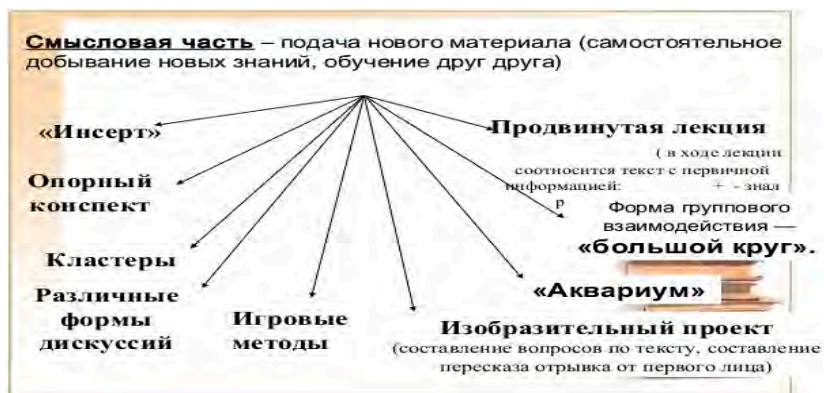 Смысловая часть – подача нового материала (самостоятельное
добывание новых знаний, обучение друг друга)
«Инсерт»
Опорный
конспект
Кластеры
Различные
формы
дискуссий
Игровые
методы
Продвинутая лекция
( в ходе лекции
соотносится текст с первичной
информацией: + - знал
р
Форма группового
взаимодействия —
«большой круг».
«Аквариум»
Изобразительный проект
(составление вопросов по тексту, составление
пересказа отрывка от первого лица)